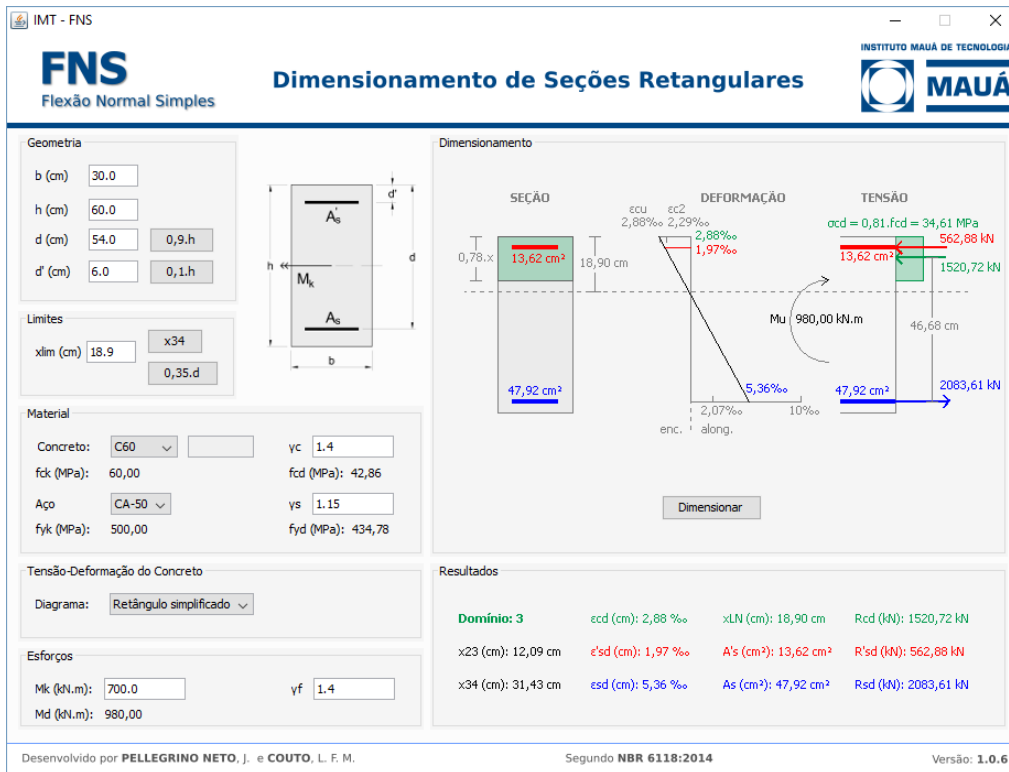 IMT - FNS
FNS
Flexão Normal Simples
Dimensionamento de Seções Retangulares
INSTITUTO MAUÁ DE TECNOLOGIA
MAUÁ
Geometria
b (cm) 30.0
h (cm) 60.0
d (cm) 54.0 0,9.h
d' (cm) 6.0 0,1.h
d'
A's
h
Mk
d
As
b
Limites
xlim (cm) 18.9 x34
0,35.d
Material
Concreto: C60 γc 1.4
fck (MPa): 60,00 fcd (MPa): 42,86
Aço CA-50 γs 1.15
fyk (MPa): 500,00 fyd (MPa): 434,78
Tensão-Deformação do Concreto
Diagrama: Retângulo simplificado
Esforços
Mk (kN.m): 700.0 γf 1.4
Md (kN.m): 980,00
Dimensionamento
SEÇÃO DEFORMAÇÃO TENSÃO
εcu εc2
2,88‰ 2,29‰ σcd = 0,81.fcd = 34,61 MPa
2,88‰ 562,88 kN
0,78.x 13,62 cm² 18,90 cm 1,97‰ 13,62 cm²
1520,72 kN
Mu 980,00 kN.m 46,68 cm
47,92 cm² 5,36‰ 47,92 cm² 2083,61 kN
2,07‰ 10‰
enc. along.
Dimensionar
Resultados
Domínio: 3 εcd (cm): 2,88 ‰ xLN (cm): 18,90 cm Rcd (kN): 1520,72 kN
x23 (cm): 12,09 cm ε'sd (cm): 1,97 ‰ A's (cm²): 13,62 cm² R'sd (kN): 562,88 kN
x34 (cm): 31,43 cm εsd (cm): 5,36 ‰ As (cm²): 47,92 cm² Rsd (kN): 2083,61 kN
Desenvolvido por PELLEGRINO NETO, J. e COUTO, L. F. M. Segundo NBR 6118:2014 Versão: 1.0.6